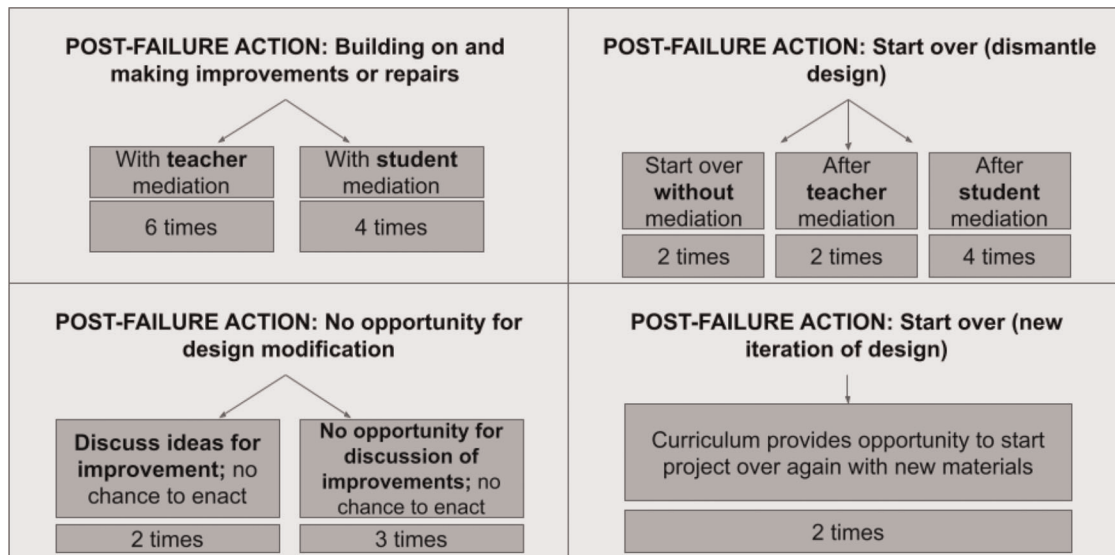 POST-FAILURE ACTION: Building on and
making improvements or repairs
With teacher
mediation
6 times
With student
mediation
4 times
POST-FAILURE ACTION: Start over (dismantle
design)
Start over
without
mediation
2 times
After
teacher
mediation
2 times
After
student
mediation
4 times
POST-FAILURE ACTION: No opportunity for
design modification
Discuss ideas for
improvement; no
chance to enact
2 times
No opportunity for
discussion of
improvements; no
chance to enact
3 times
POST-FAILURE ACTION: Start over (new
iteration of design)
Curriculum provides opportunity to start
project over again with new materials
2 times